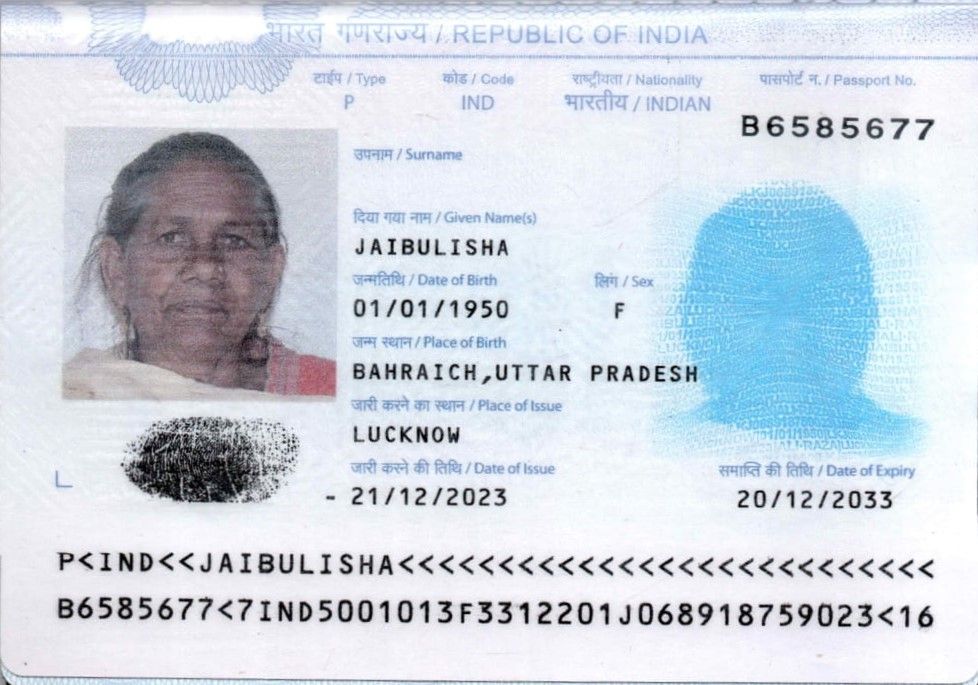 भारत गणराज्य / REPUBLIC OF INDIA
टाईप / Type कोड / Code राष्ट्रीयता / Nationality पासपोर्ट न. / Passport No.
P IND भारतीय / INDIAN
B6585677
उपनाम / Surname
दिया गया नाम / Given Name(s)
JAIBULISHA
जन्मतिथि / Date of Birth लिंग / Sex
01/01/1950 F
जन्म स्थान / Place of Birth
BAHRAICH,UTTAR PRADESH
जारी करने का स्थान / Place of Issue
LUCKNOW
जारी करने की तिथि / Date of Issue समाप्ति की तिथि / Date of Expiry
- 21/12/2023 20/12/2033
P<IND<<JAIBULISHA<<<<<<<<<<<<<<<<<<<<<<<<<<<
B6585677<7IND5001013F3312201J068918759023<16